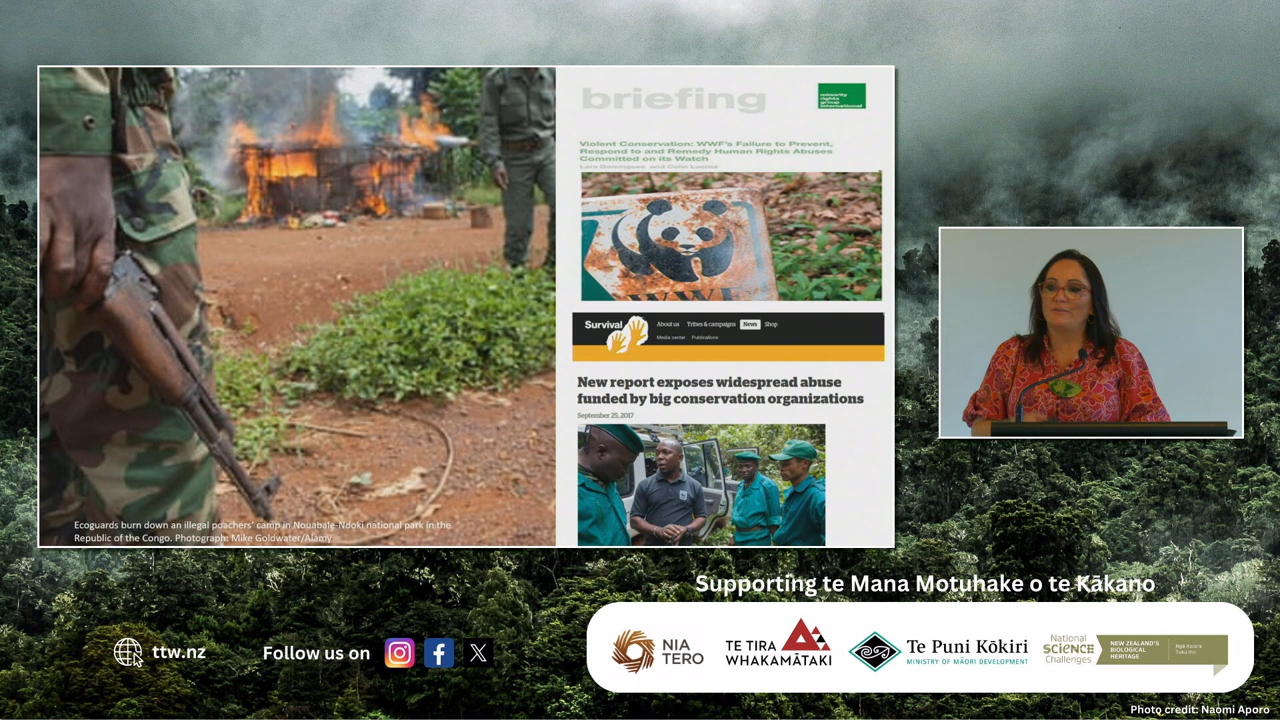 briefing
minority
rights
group
international
Violent Conservation: WWF's Failure to Prevent,
Respond to and Remedy Human Rights Abuses
Committed on its Watch
Survival
About us Tribes & campaigns News Shop
Media center Publications
New report exposes widespread abuse
funded by big conservation organizations
September 25, 2017
Ecoguards burn down an illegal poachers' camp in Nouabale-Ndoki national park in the
Republic of the Congo. Photograph: Mike Goldwater/Alamy
Supporting te Mana Motuhake o te Kākano
ttw.nz
Follow us on
NIA
TERO
TE TIRA
WHAKAMĀTAKI
Te Puni Kōkiri
MINISTRY OF MĀORI DEVELOPMENT
National
SCiENCE
Challenges
NEW ZEALAND'S
BIOLOGICAL
HERITAGE
Photo credit: Naomi Aporo